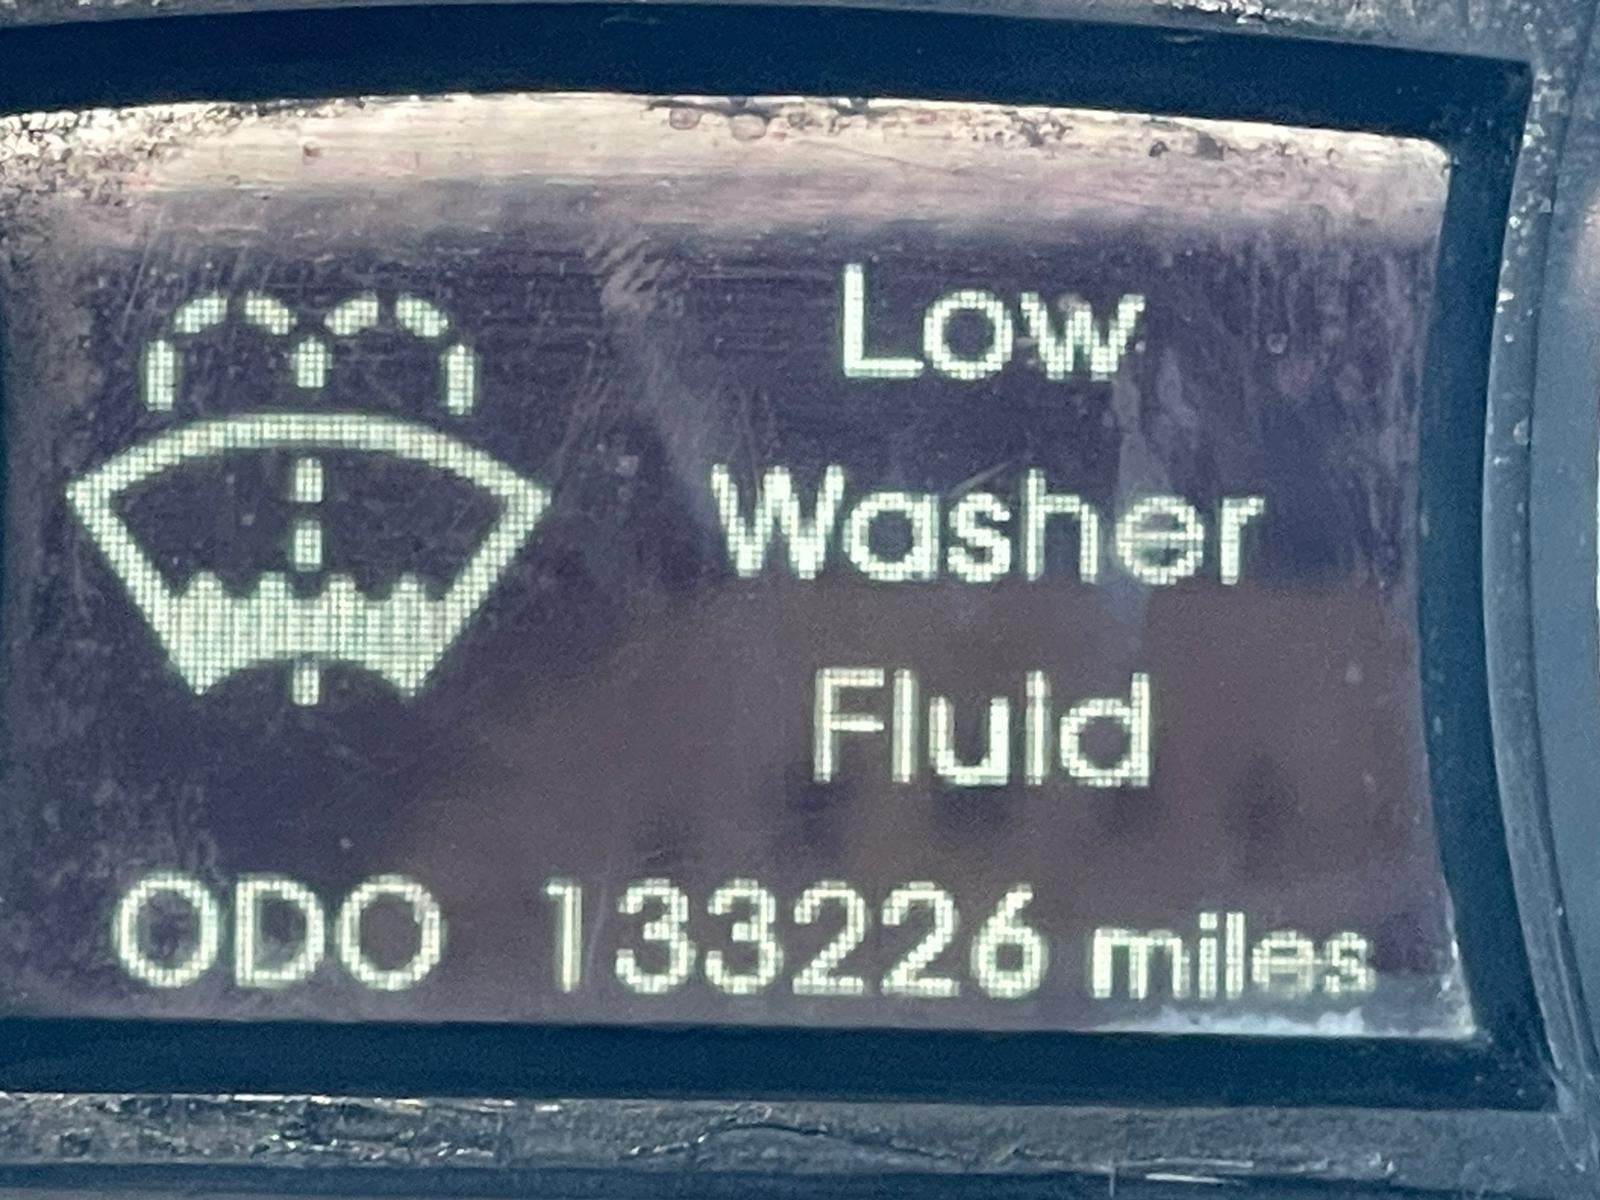 Low
Washer
Fluid
ODO 133226 miles